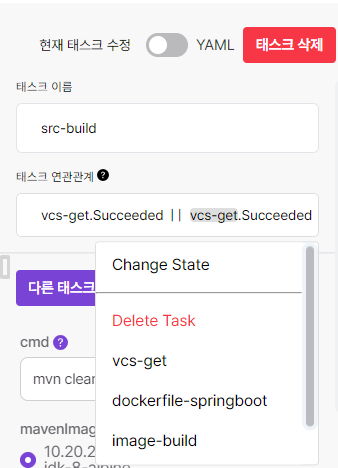 현재 태스크 수정 YAML 태스크 삭제
태스크 이름
src-build
태스크 연관관계 ?
vcs-get.Succeeded || vcs-get.Succeeded
Change State
다른 태스크
Delete Task
cmd ?
vcs-get
mvn clean
dockerfile-springboot
mavenImag
image-build
10.20.2
jdk-8-alpine